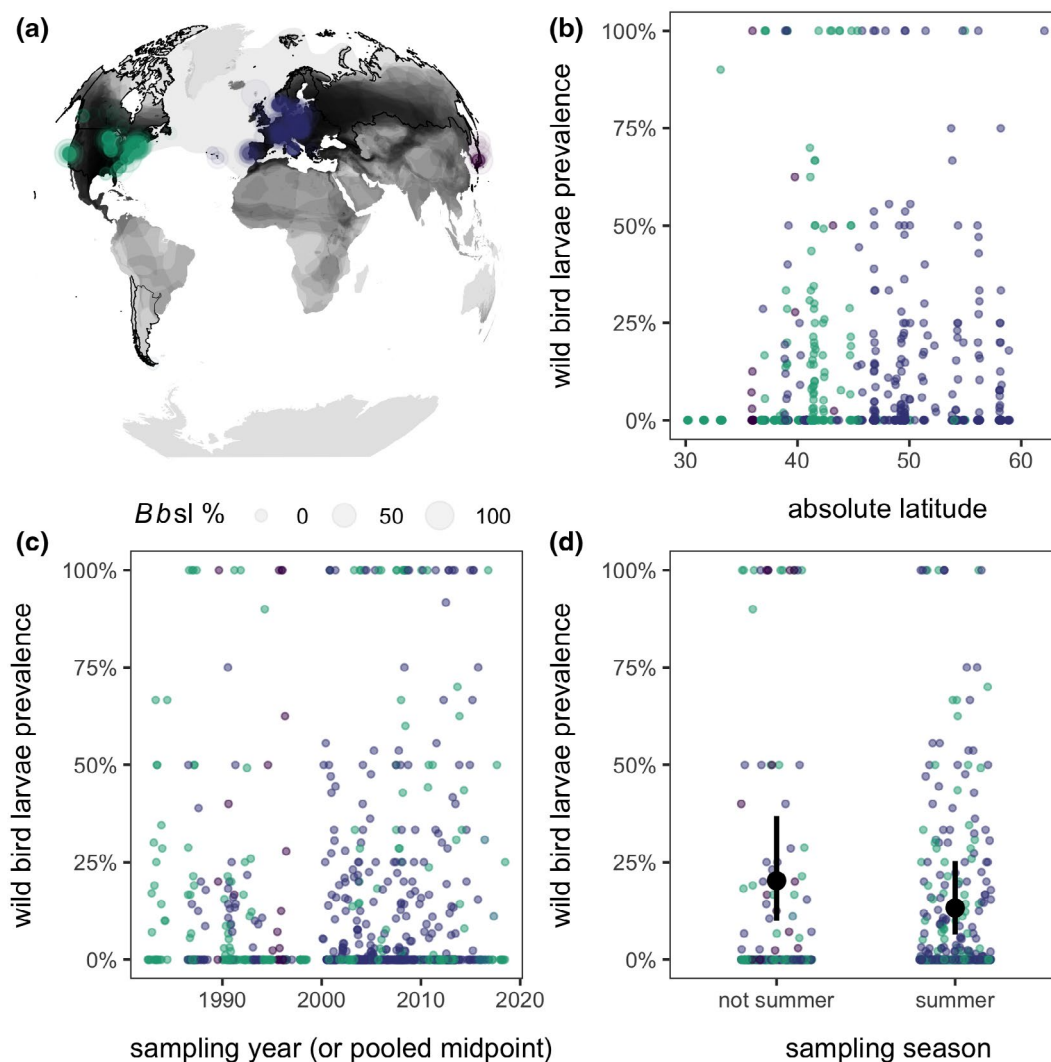 (a)
Bbsl % 0 50 100
(b)
wild bird larvae prevalence
100%
75%
50%
25%
0%
30 40 50 60
absolute latitude
(c)
wild bird larvae prevalence
100%
75%
50%
25%
0%
1990 2000 2010 2020
sampling year (or pooled midpoint)
(d)
wild bird larvae prevalence
100%
75%
50%
25%
0%
not summer summer
sampling season